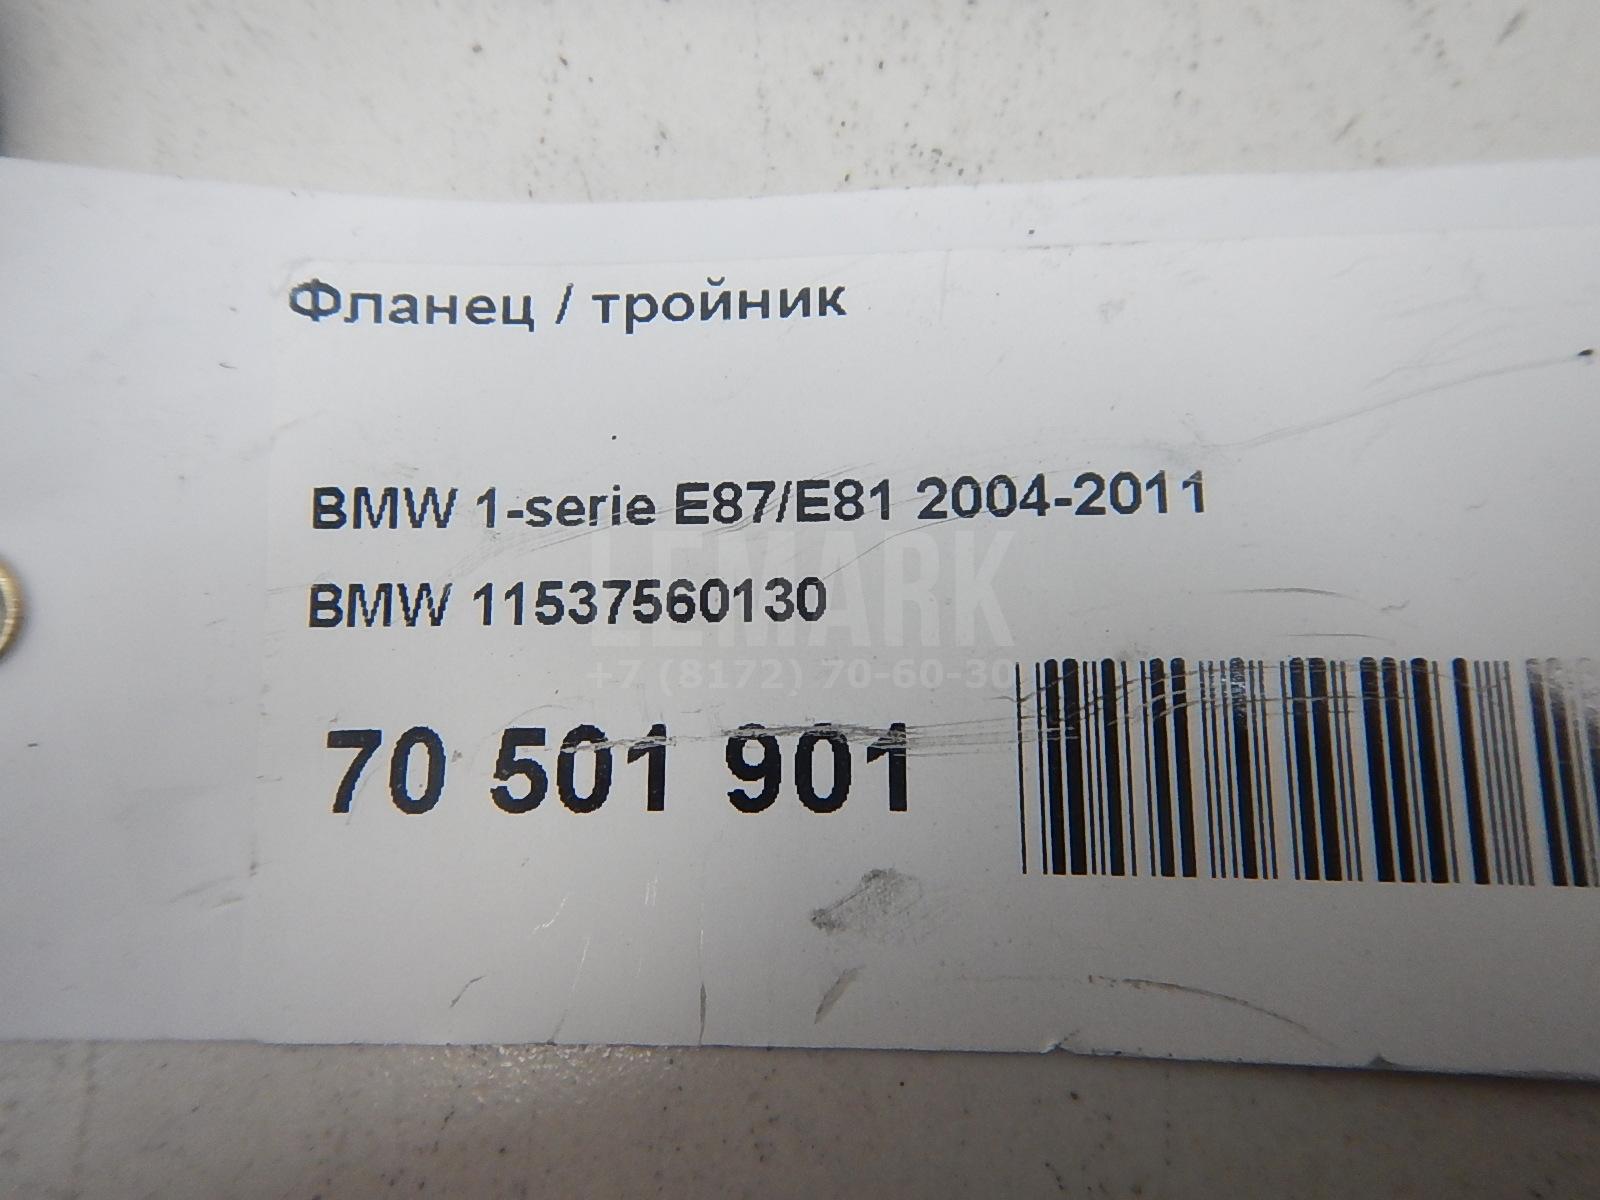 Фланец / тройник
BMW 1-serie E87/E81 2004-2011
LEMARK
BMW 11537560130
+7 (8172) 70-60-30
70 501 901